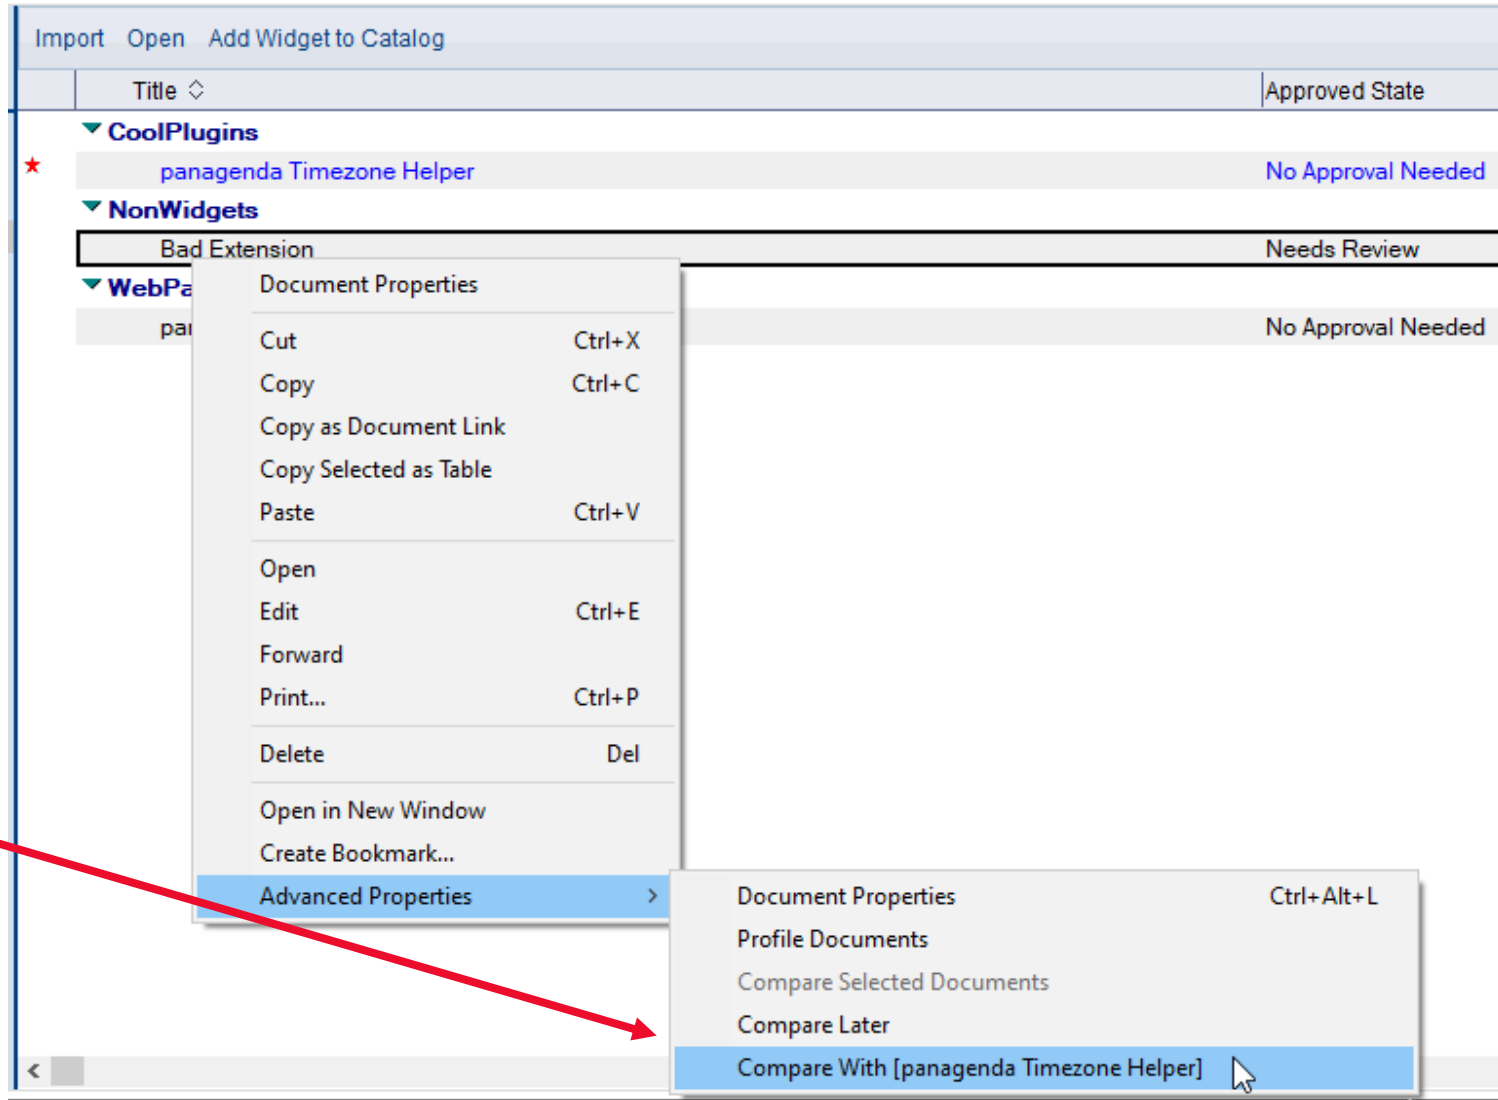 Import Open Add Widget to Catalog
Title Approved State
CoolPlugins
panagenda Timezone Helper No Approval Needed
NonWidgets
Bad Extension Needs Review
Document Properties
Cut Ctrl+X
No Approval Needed
Copy Ctrl+C
Copy as Document Link
Copy Selected as Table
Paste Ctrl+V
Open
Edit Ctrl+E
Forward
Print... Ctrl+P
Delete Del
Open in New Window
Create Bookmark...
Advanced Properties >
Document Properties Ctrl+Alt+L
Profile Documents
Compare Selected Documents
Compare Later
Compare With [panagenda Timezone Helper]